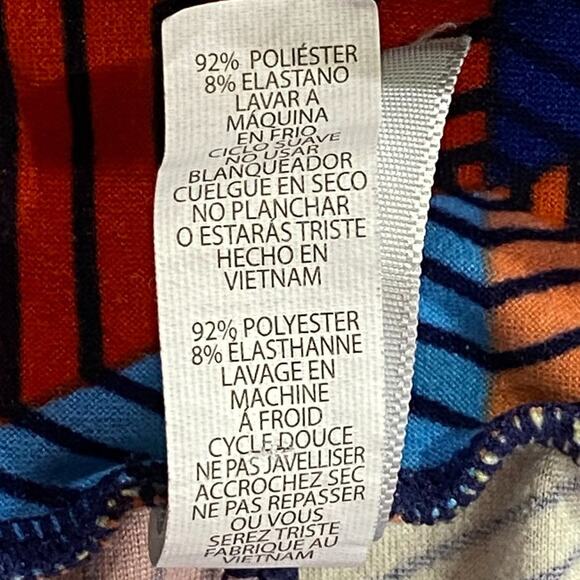 92% POLIÉSTER
8% ELASTANO
LAVAR A
MÁQUINA
EN FRIO
CICLO SUAVE
NO USAR
BLANQUEADOR
CUELGUE EN SECO
NO PLANCHAR
O ESTARÁS TRISTE
HECHO EN
VIETNAM
92% POLYESTER
8% ÉLASTHANNE
LAVAGE EN
MACHINE
Á FROID
CYCLE DOUCE
NE PAS JAVELLISER
ACCROCHEZ SEC
NE PAS REPASSER
OU VOUS
SEREZ TRISTE
FABRIQUE AU
VIETNAM